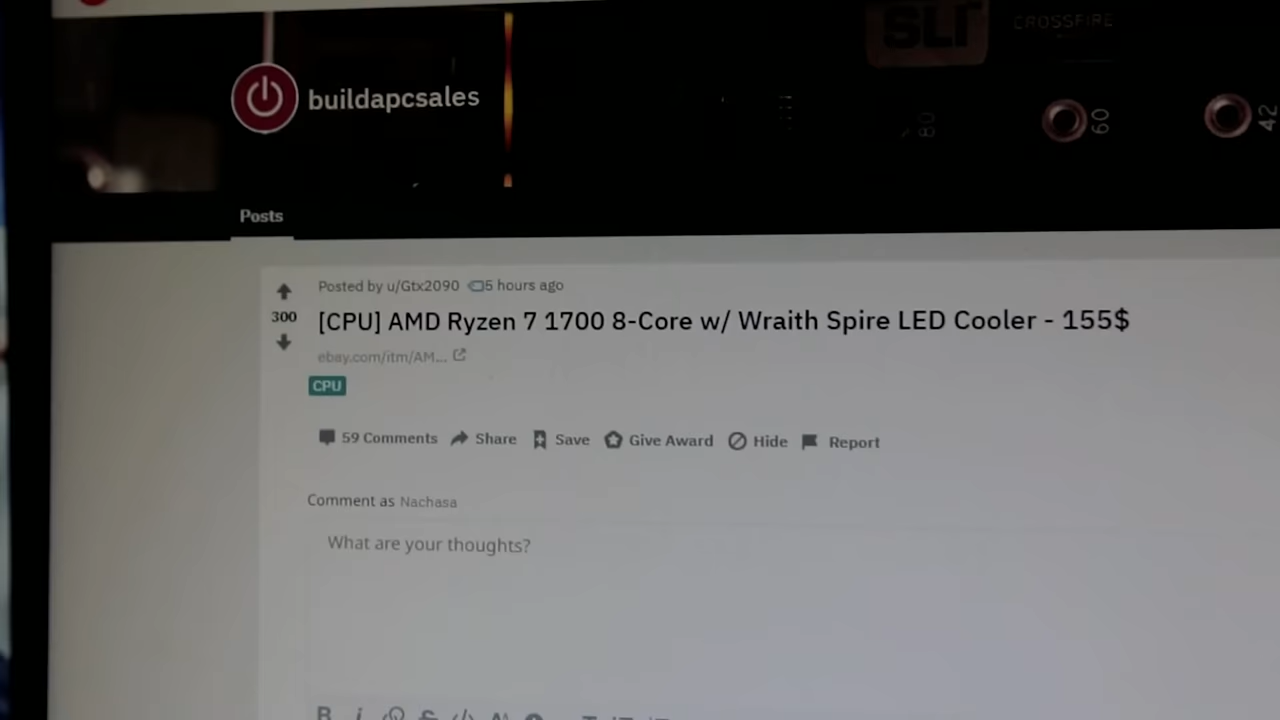 SLI
CROSSFIRE
buildapcsales
80
60
42
Posts
Posted by u/Gtx2090 5 hours ago
300
[CPU] AMD Ryzen 7 1700 8-Core w/ Wraith Spire LED Cooler - 155$
ebay.com/itm/AM...
CPU
59 Comments Share Save Give Award Hide Report
Comment as Nachasa
What are your thoughts?
B i